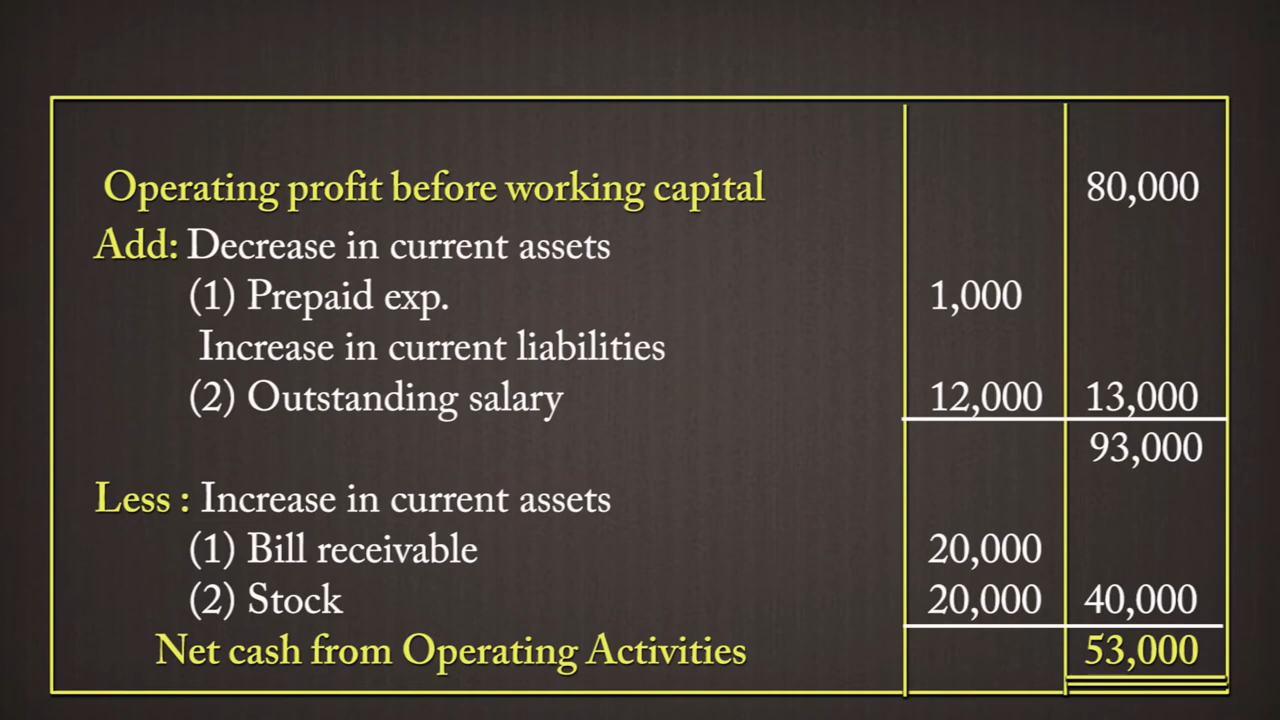 Operating profit before working capital 80,000
Add: Decrease in current assets
(1) Prepaid exp. 1,000
Increase in current liabilities
(2) Outstanding salary 12,000 13,000
93,000
Less : Increase in current assets
(1) Bill receivable 20,000
(2) Stock 20,000 40,000
Net cash from Operating Activities 53,000